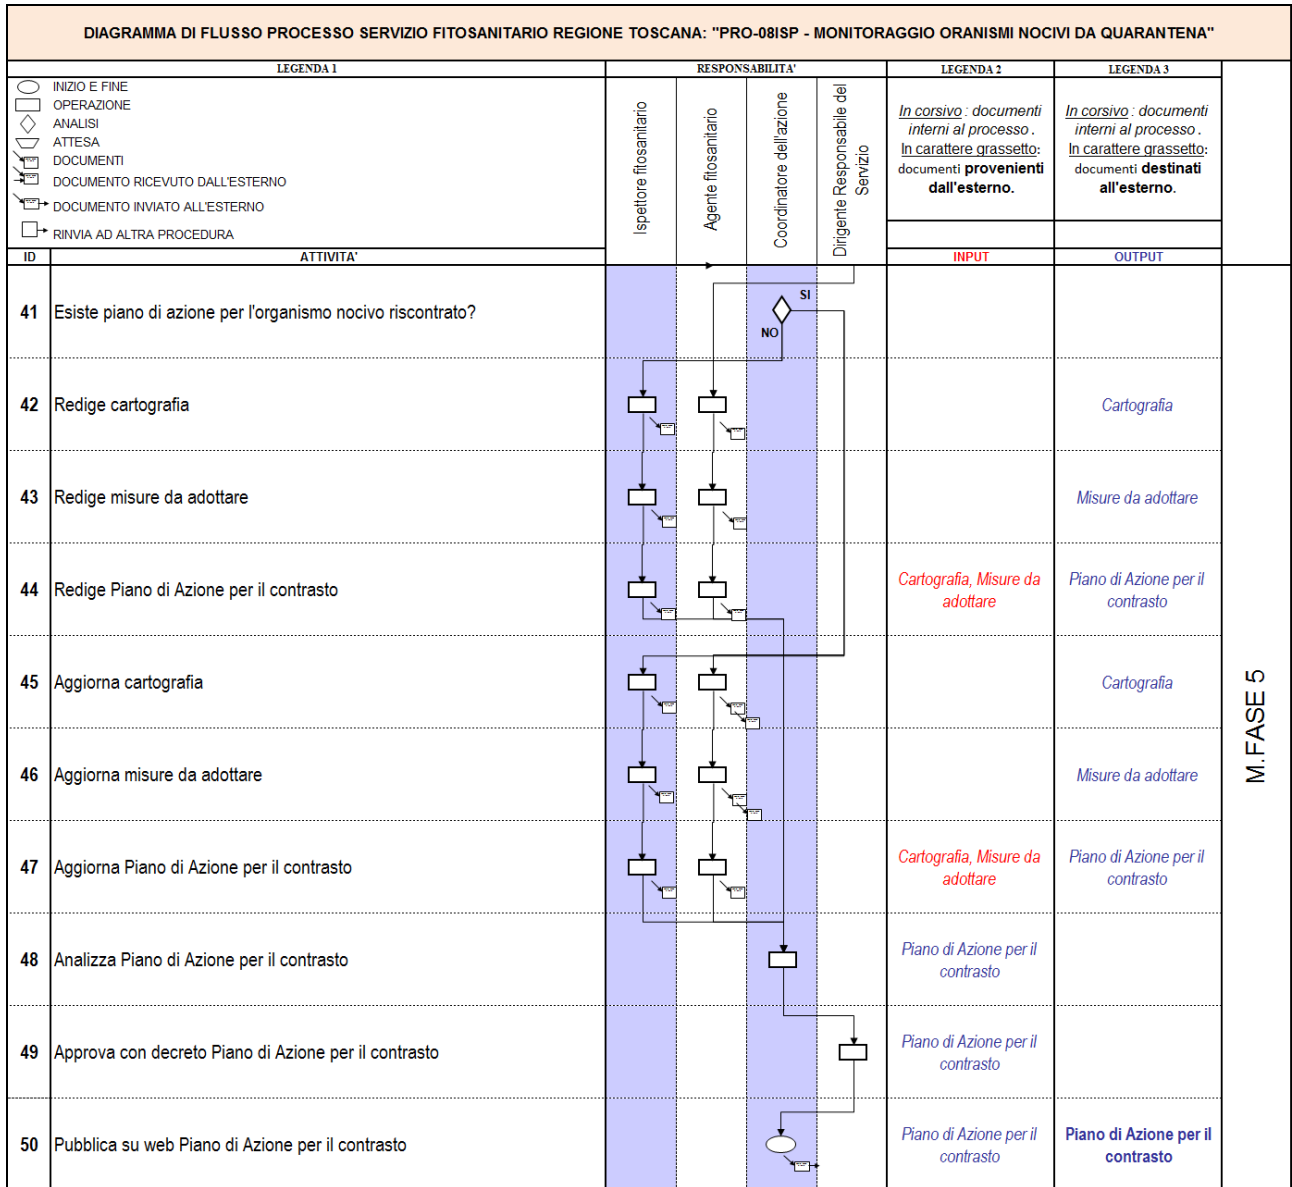 DIAGRAMMA DI FLUSSO PROCESSO SERVIZIO FITOSANITARIO REGIONE TOSCANA: "PRO-08ISP - MONITORAGGIO ORANISMI NOCIVI DA QUARANTENA"
LEGENDA 1
INIZIO E FINE
OPERAZIONE
ANALISI
ATTESA
DOCUMENTI
DOCUMENTO RICEVUTO DALL'ESTERNO
DOCUMENTO INVIATO ALL'ESTERNO
RINVIA AD ALTRA PROCEDURA
RESPONSABILITA'
Ispettore fitosanitario
Agente fitosanitario
Coordinatore dell'azione
Dirigente Responsabile del
Servizio
LEGENDA 2
In corsivo : documenti
interni al processo .
In carattere grassetto:
documenti provenienti
dall'esterno.
LEGENDA 3
In corsivo : documenti
interni al processo .
In carattere grassetto:
documenti destinati
all'esterno.
ID
ATTIVITA'
INPUT
OUTPUT
41
Esiste piano di azione per l'organismo nocivo riscontrato?
SI
NO
42
Redige cartografia
Cartografia
43
Redige misure da adottare
Misure da adottare
44
Redige Piano di Azione per il contrasto
Cartografia, Misure da
adottare
Piano di Azione per il
contrasto
45
Aggiorna cartografia
Cartografia
46
Aggiorna misure da adottare
Misure da adottare
47
Aggiorna Piano di Azione per il contrasto
Cartografia, Misure da
adottare
Piano di Azione per il
contrasto
48
Analizza Piano di Azione per il contrasto
Piano di Azione per il
contrasto
49
Approva con decreto Piano di Azione per il contrasto
Piano di Azione per il
contrasto
50
Pubblica su web Piano di Azione per il contrasto
Piano di Azione per il
contrasto
Piano di Azione per il
contrasto
M.FASE 5